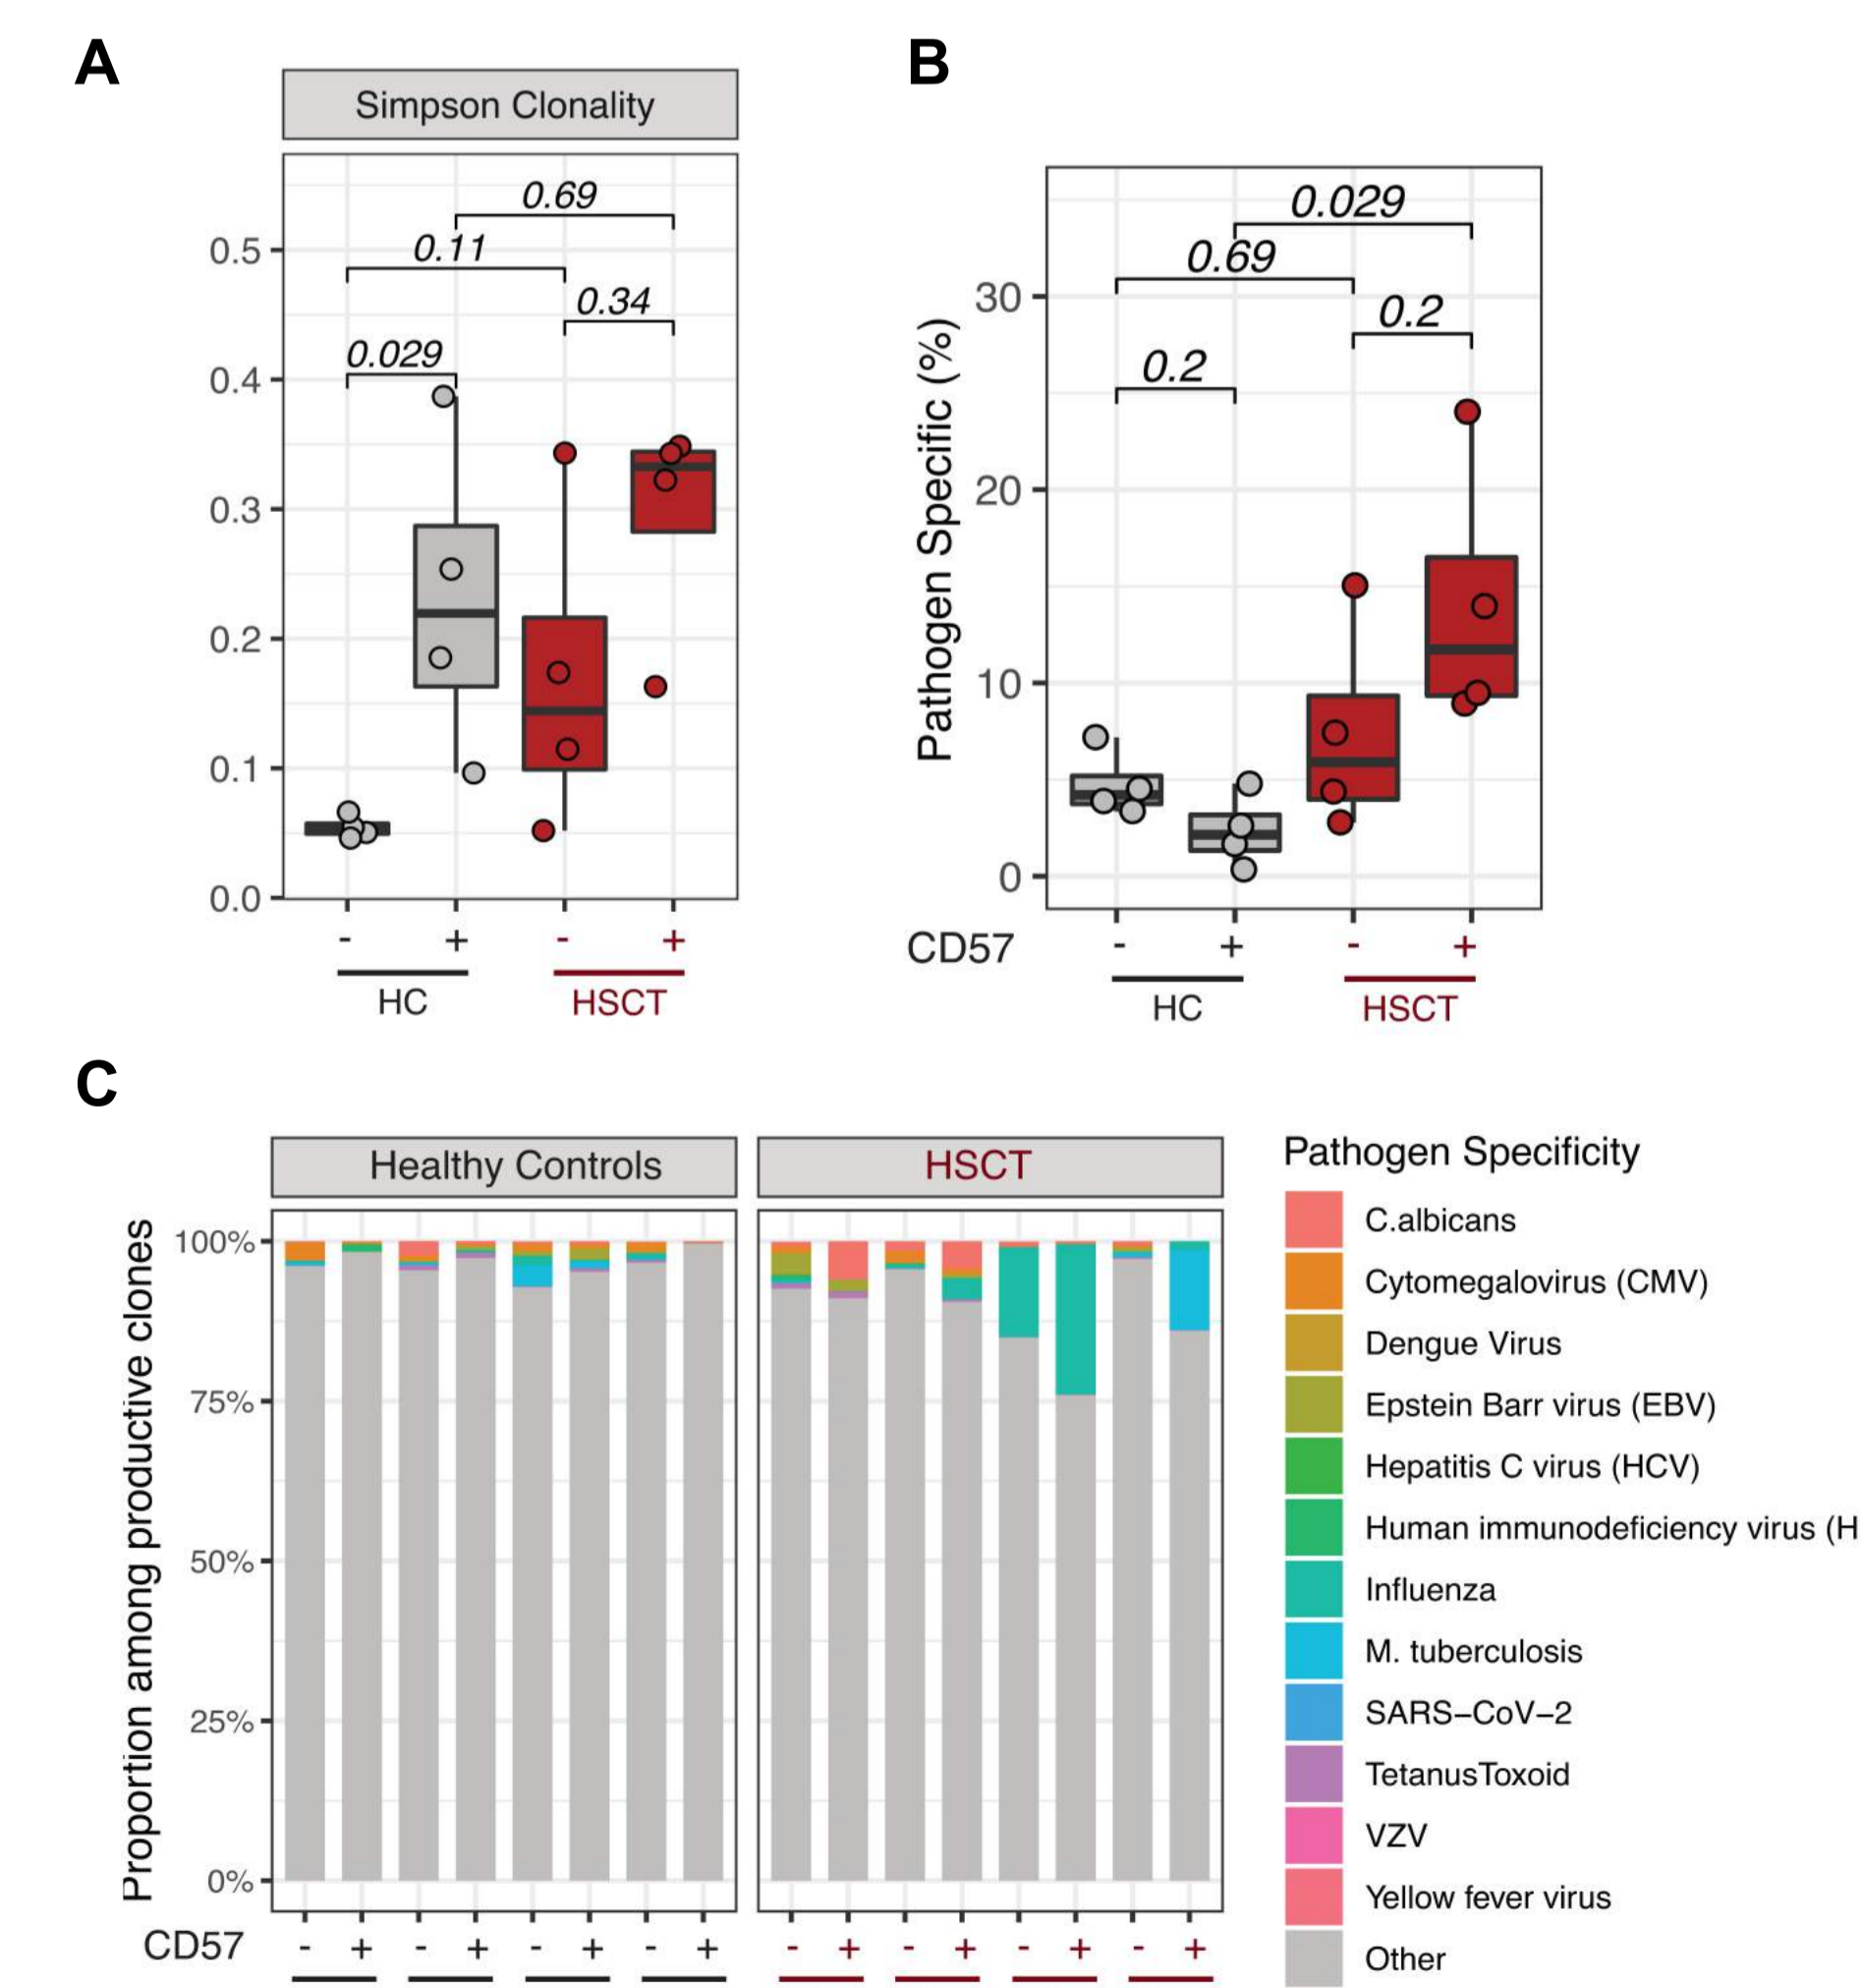 A
Simpson Clonality
0.69
0.11
0.34
0.029
0.5
0.4
0.3
0.2
0.1
0.0
- + - +
HC HSCT
B
Pathogen Specific (%)
0.029
0.69
0.2
0.2
30
20
10
0
CD57 - + - +
HC HSCT
C
Healthy Controls HSCT
Proportion among productive clones
100%
75%
50%
25%
0%
CD57 - + - + - + - + - + - + - + - +
Pathogen Specificity
C.albicans
Cytomegalovirus (CMV)
Dengue Virus
Epstein Barr virus (EBV)
Hepatitis C virus (HCV)
Human immunodeficiency virus (H
Influenza
M. tuberculosis
SARS–CoV–2
TetanusToxoid
VZV
Yellow fever virus
Other